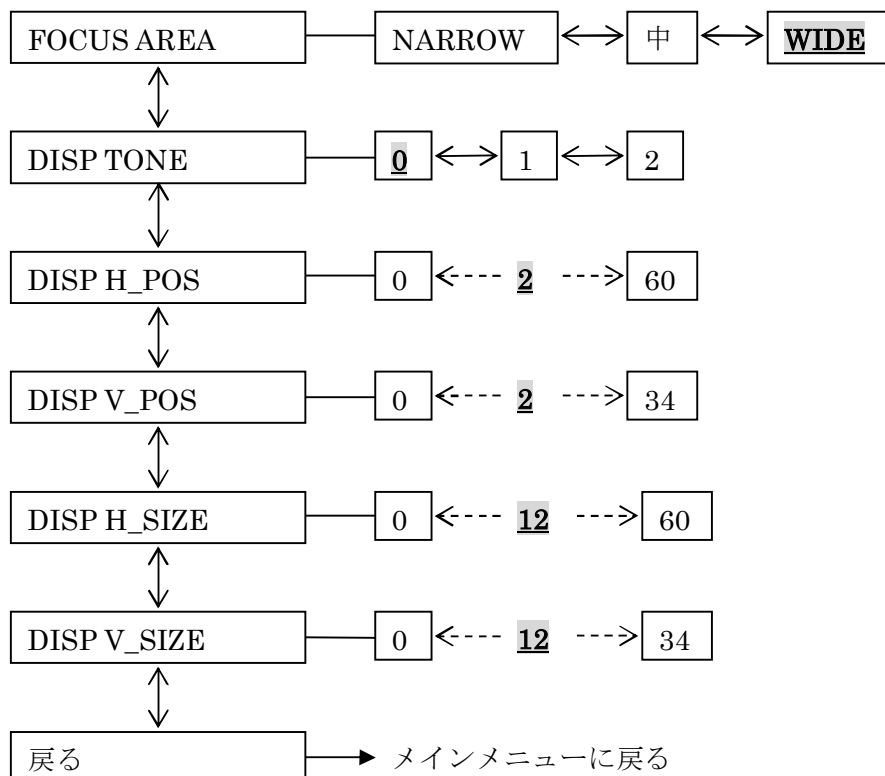 FOCUS AREA NARROW 中 WIDE
DISP TONE 0 1 2
DISP H_POS 0 2 60
DISP V_POS 0 2 34
DISP H_SIZE 0 12 60
DISP V_SIZE 0 12 34
戻る メインメニューに戻る